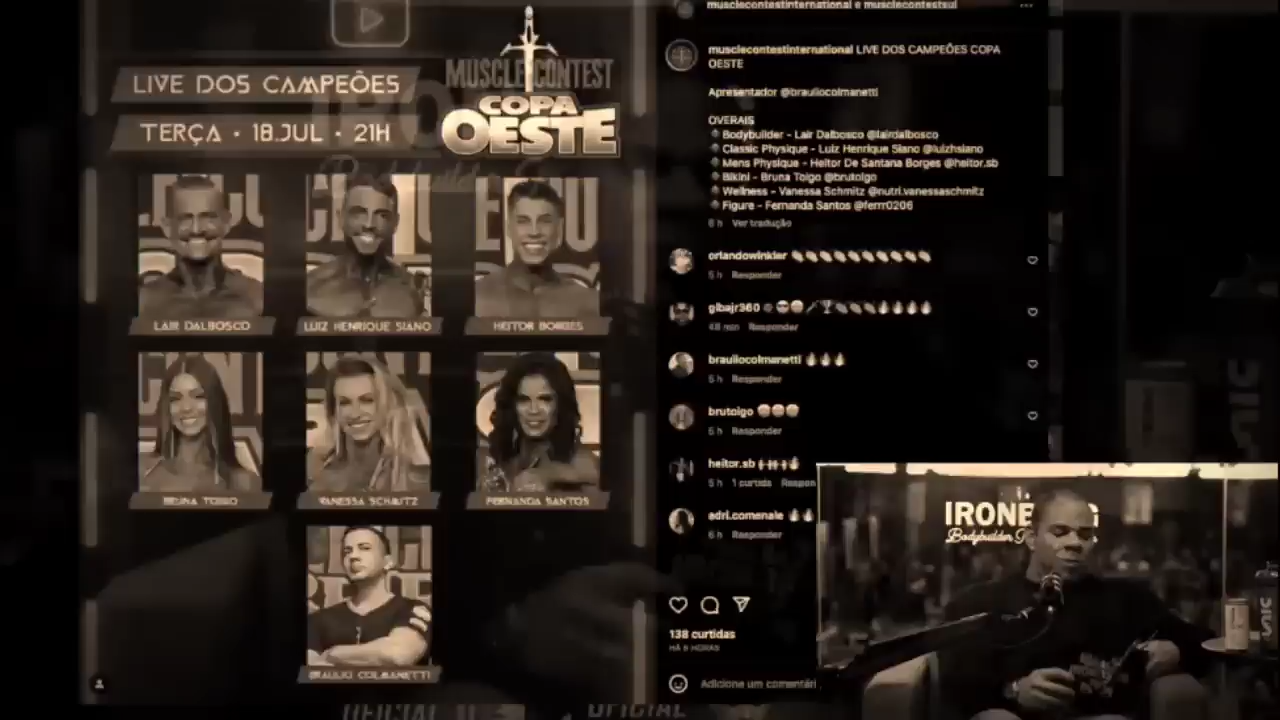 LIVE DOS CAMPEÕES
TERÇA • 18.JUL • 21H
MUSCLE CONTEST
COPA
OESTE
LAIR DALBOSCO
LUIZ HENRIQUE SIANO
HEITOR BORGES
BRUNA TOIGO
VANESSA SCHMITZ
FERNANDA SANTOS
BRAULIO COLMANETTI
musclecontestinternational e musclecontestsul
musclecontestinternational LIVE DOS CAMPEÕES COPA
OESTE
Apresentador @brauliocolmanetti
OVERAIS
Bodybuilder - Lair Dalbosco @lairdalbosco
Classic Physique - Luiz Henrique Siano @luizhsiano
Mens Physique - Heitor De Santana Borges @heitor.sb
Bikini - Bruna Toigo @brutoigo
Wellness - Vanessa Schmitz @nutri.vanessaschmitz
Figure - Fernanda Santos @ferrr0206
6 h Ver tradução
orlandowinkler
5 h Responder
glbajr360
48 min Responder
brauliocolmanetti
5 h Responder
brutoigo
5 h Responder
heitor.sb
5 h 1 curtida Respon
adri.comenale
6 h Responder
138 curtidas
HÁ 6 HORAS
Adicione um comentári
IRONE G
Bodybuilder
OFICIAL